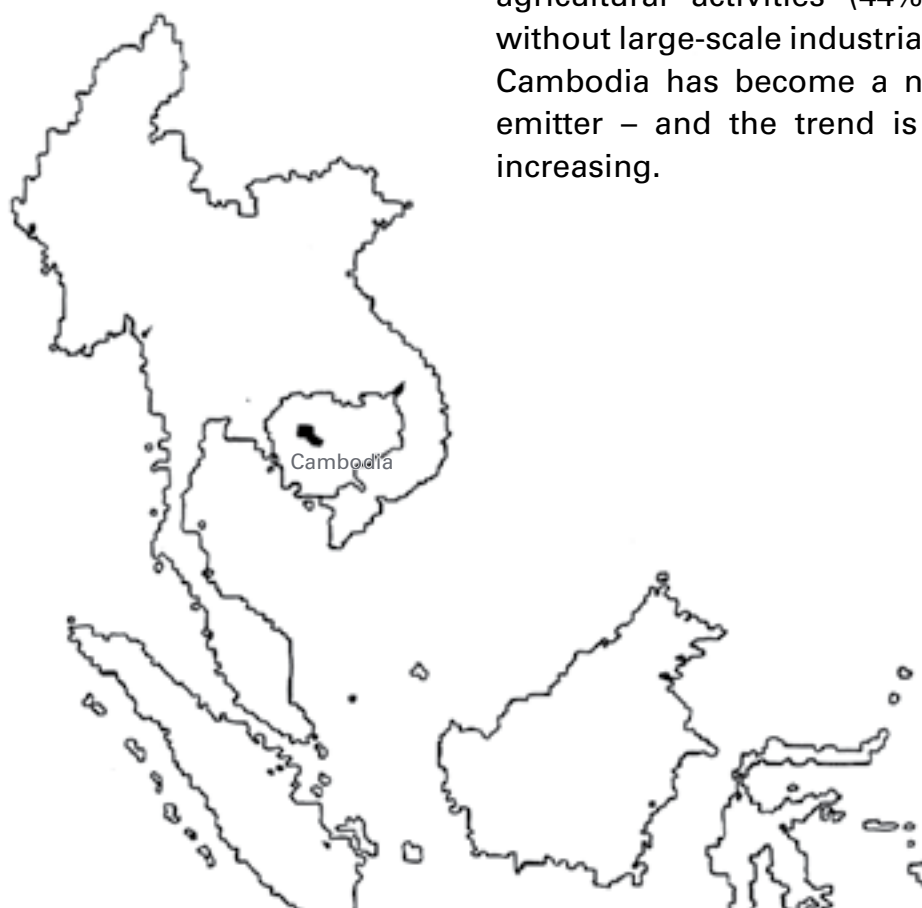 agricultural activities (44%
without large-scale industria
Cambodia has become a n
emitter – and the trend is
increasing.
Cambodia